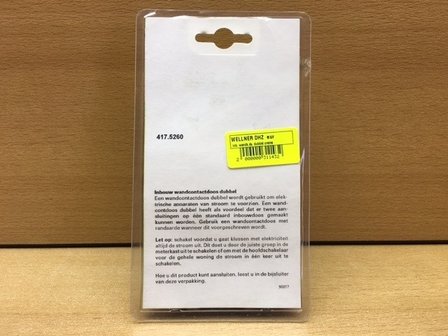 417.5260
WELLNER DHZ
Inbouw wandcontactdoos dubbel
Een wandcontactdoos dubbel wordt gebruikt om elek-
trische apparaten van stroom te voorzien. Een wand-
contdoos dubbel heeft als voordeel dat er twee aan-
sluitingen op één standaard inbouwdoos gemaakt
kunnen worden. Gebruik een wandcontactdoos met
randaarde wanneer dit voorgeschreven wordt.
Let op: schakel voordat u gaat klussen met elektriciteit
altijd de stroom uit. Dit doet u door de juiste groep in de
meterkast uit te schakelen of om met de hoofdschakelaar
voor de gehele woning de stroom in één keer uit te
schakelen.
Hoe u dit product kunt aansluiten, leest u in de bijsluiter
van deze verpakking.